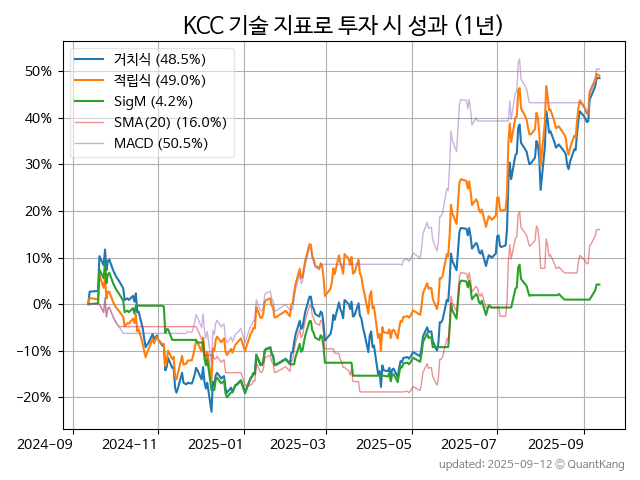 KCC 기술 지표로 투자 시 성과 (1년)
거치식 (48.5%)
적립식 (49.0%)
SigM (4.2%)
SMA(20) (16.0%)
MACD (50.5%)
50%
40%
30%
20%
10%
0%
−10%
−20%
2024-09
2024-11
2025-01
2025-03
2025-05
2025-07
2025-09
updated: 2025-09-12 © QuantKang